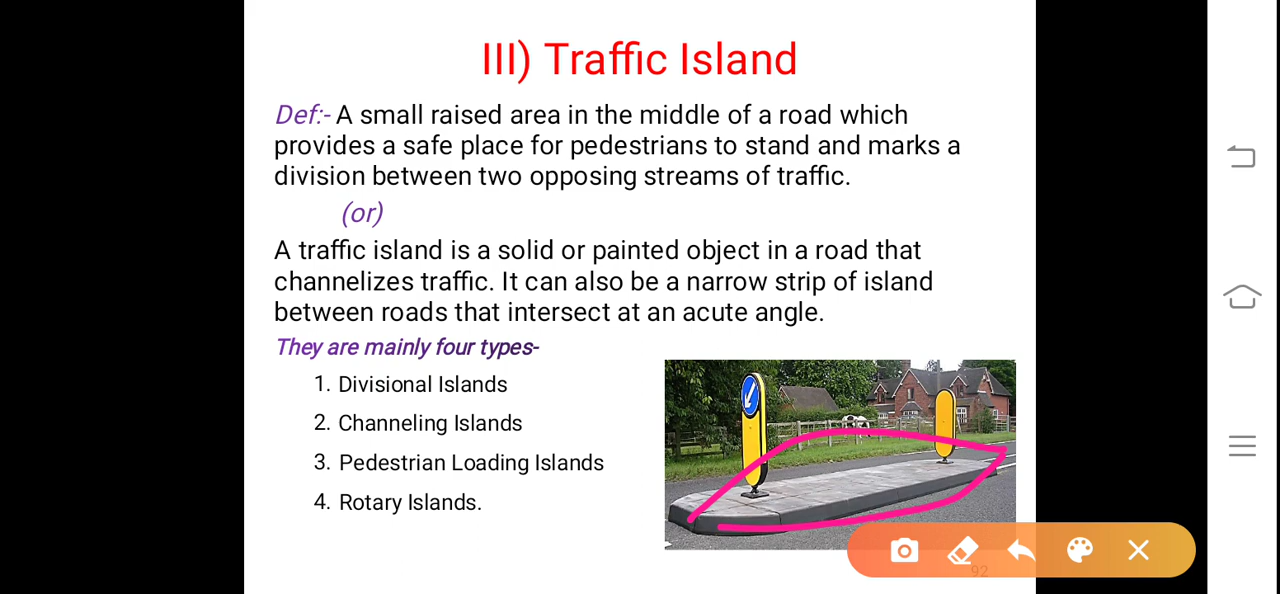 III) Traffic Island
Def:- A small raised area in the middle of a road which
provides a safe place for pedestrians to stand and marks a
division between two opposing streams of traffic.
(or)
A traffic island is a solid or painted object in a road that
channelizes traffic. It can also be a narrow strip of island
between roads that intersect at an acute angle.
They are mainly four types-
1. Divisional Islands
2. Channeling Islands
3. Pedestrian Loading Islands
4. Rotary Islands.
92